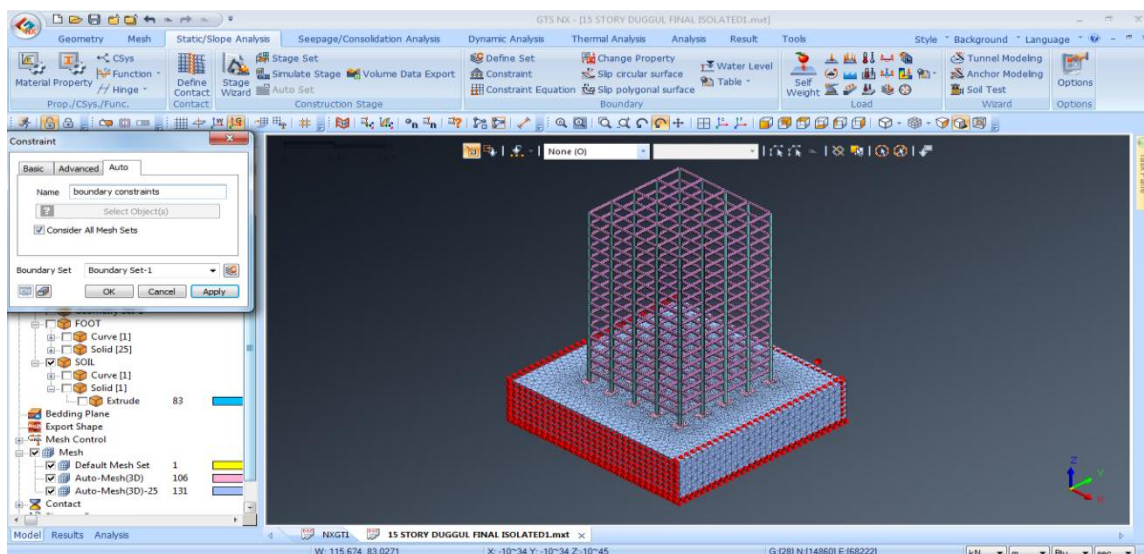 GTS NX - [15 STORY DUGGUL FINAL ISOLATED1.mxt]
Geometry Mesh Static/Slope Analysis Seepage/Consolidation Analysis Dynamic Analysis Thermal Analysis Analysis Result Tools Style Background Language
Material Property
CSys
Function
Hinge
Prop./CSys./Func.
Define Contact
Contact
Stage Wizard
Stage Set
Simulate Stage Volume Data Export
Auto Set
Construction Stage
Define Set
Constraint
Constraint Equation
Change Property
Slip circular surface
Slip polygonal surface
Water Level
Table
Boundary
Self Weight
Load
Tunnel Modeling
Anchor Modeling
Soil Test
Wizard
Options
Options
Constraint
Basic Advanced Auto
Name boundary constraints
Select Object(s)
Consider All Mesh Sets
Boundary Set Boundary Set-1
OK Cancel Apply
None (O)
FOOT
Curve [1]
Solid [25]
SOIL
Curve [1]
Solid [1]
Extrude 83
Bedding Plane
Export Shape
Mesh Control
Mesh
Default Mesh Set 1
Auto-Mesh(3D) 106
Auto-Mesh(3D)-25 131
Contact
Z
Y
Model Results Analysis
NXGT1 15 STORY DUGGUL FINAL ISOLATED1.mxt
W: 115.674, 83.0271 X: -10~34 Y: -10~34 Z:-10~45 G:[28] N:[14860] E:[68222] kN m Btu sec